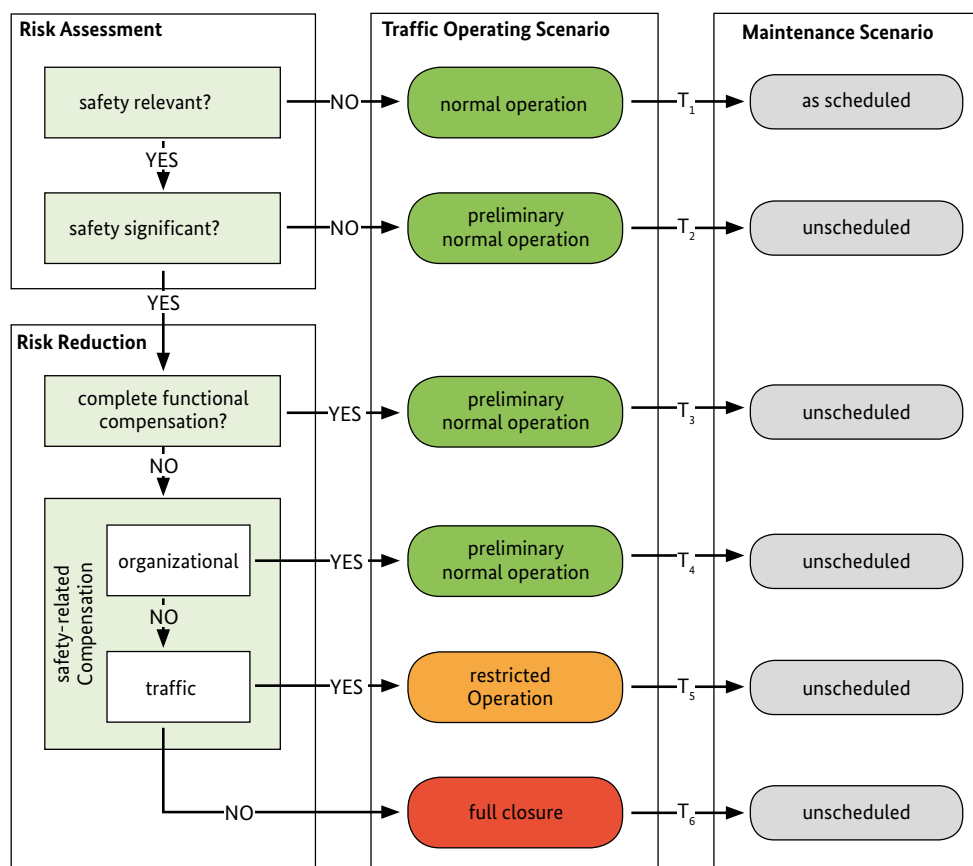 Risk Assessment
Traffic Operating Scenario
Maintenance Scenario
safety relevant?
NO
normal operation
T1
as scheduled
YES
safety significant?
NO
preliminary
normal operation
T2
unscheduled
YES
Risk Reduction
complete functional
compensation?
YES
preliminary
normal operation
T3
unscheduled
NO
safety-related
Compensation
organizational
YES
preliminary
normal operation
T4
unscheduled
NO
traffic
YES
restricted
Operation
T5
unscheduled
NO
full closure
T6
unscheduled